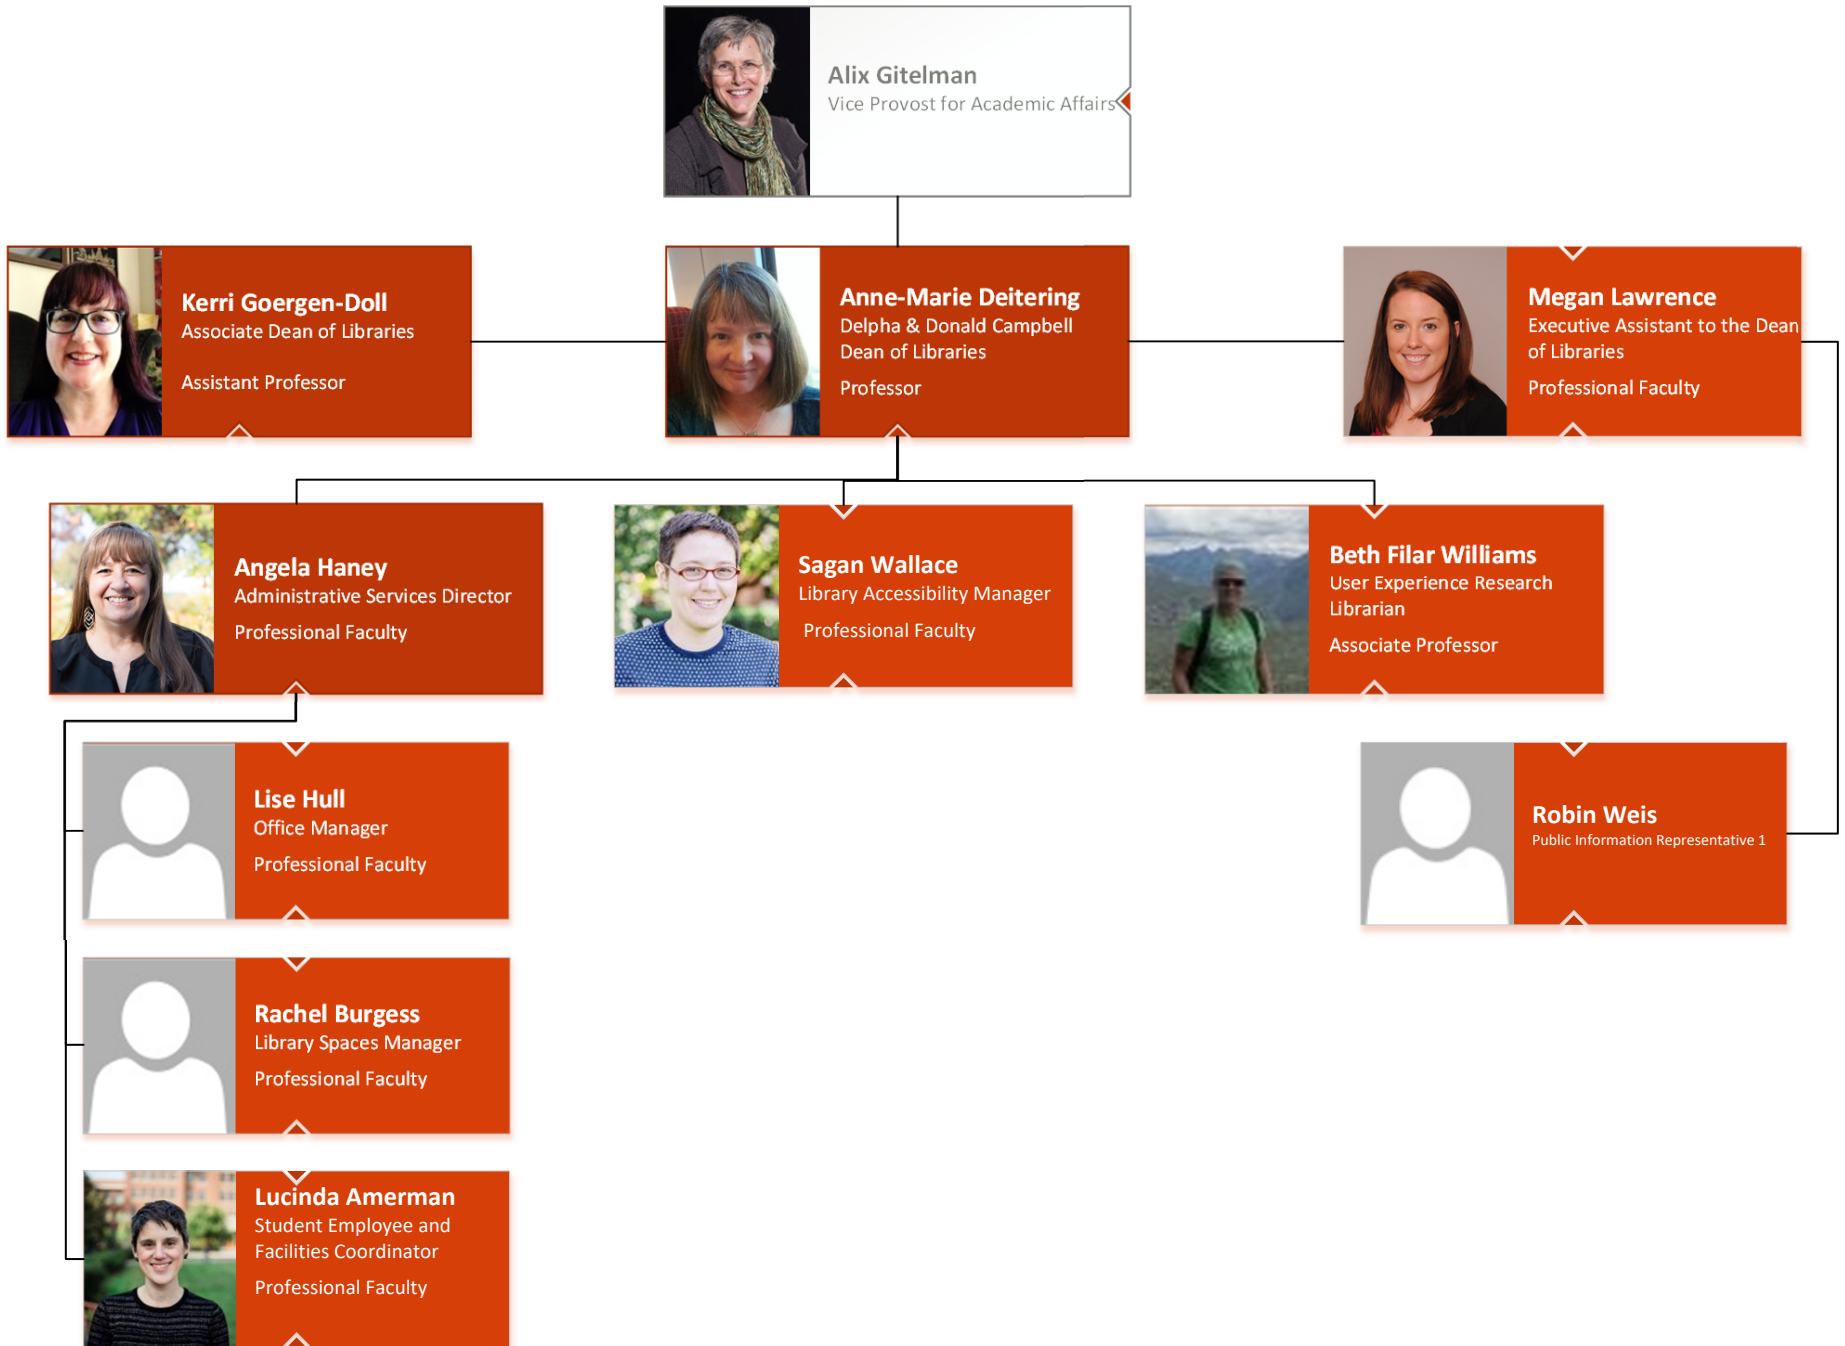 Alix Gitelman
Vice Provost for Academic Affairs
Kerri Goergen-Doll
Associate Dean of Libraries
Assistant Professor
Anne-Marie Deitering
Delpha & Donald Campbell
Dean of Libraries
Professor
Megan Lawrence
Executive Assistant to the Dean
of Libraries
Professional Faculty
Angela Haney
Administrative Services Director
Professional Faculty
Sagan Wallace
Library Accessibility Manager
Professional Faculty
Beth Filar Williams
User Experience Research
Librarian
Associate Professor
Lise Hull
Office Manager
Professional Faculty
Robin Weis
Public Information Representative 1
Rachel Burgess
Library Spaces Manager
Professional Faculty
Lucinda Amerman
Student Employee and
Facilities Coordinator
Professional Faculty